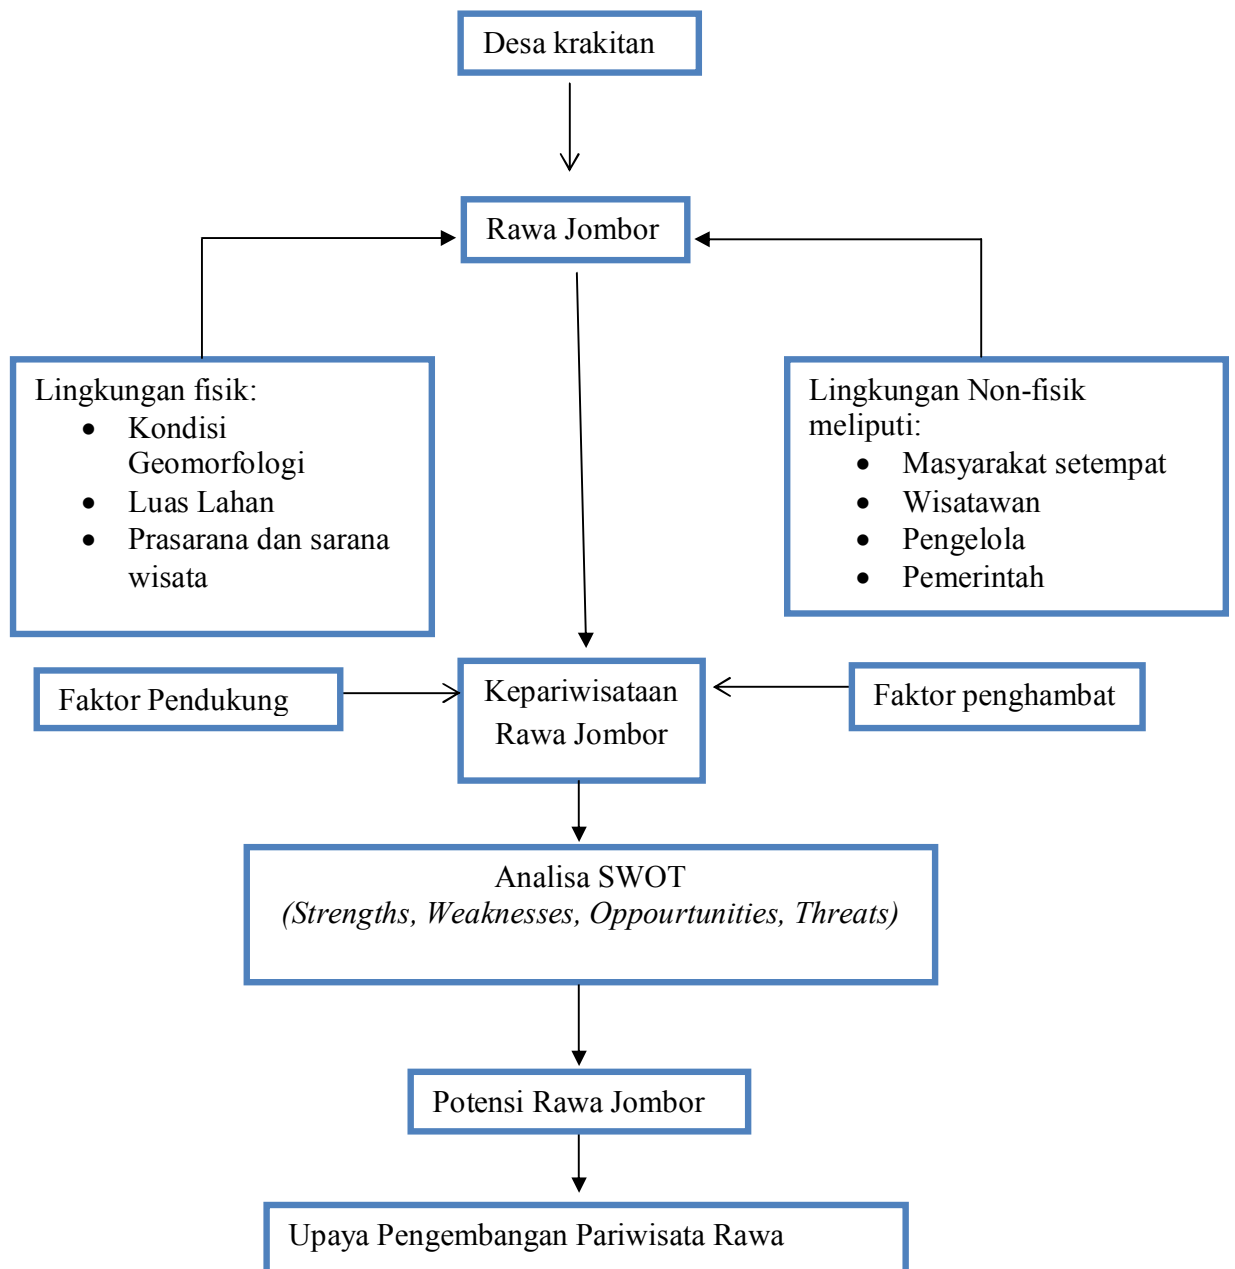 Desa krakitan
Rawa Jombor
Lingkungan fisik:
• Kondisi
Geomorfologi
• Luas Lahan
• Prasarana dan sarana
wisata
Lingkungan Non-fisik
meliputi:
• Masyarakat setempat
• Wisatawan
• Pengelola
• Pemerintah
Faktor Pendukung
Kepariwisataan
Rawa Jombor
Faktor penghambat
Analisa SWOT
(Strengths, Weaknesses, Oppourtunities, Threats)
Potensi Rawa Jombor
Upaya Pengembangan Pariwisata Rawa